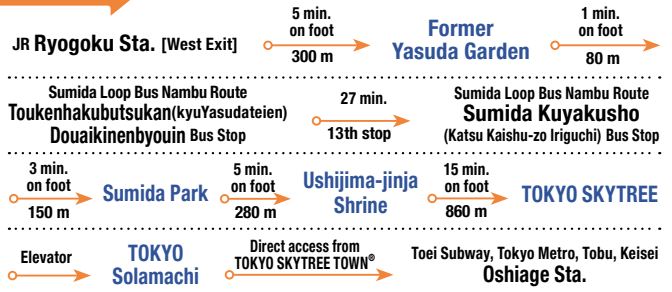 JR Ryogoku Sta. [West Exit]
5 min.
on foot
300 m
Former
Yasuda Garden
1 min.
on foot
80 m
Sumida Loop Bus Nambu Route
Toukenhakubutsukan(kyuYasudateien)
Douaikinenbyouin Bus Stop
27 min.
13th stop
Sumida Loop Bus Nambu Route
Sumida Kuyakusho
(Katsu Kaishu-zo Iriguchi) Bus Stop
3 min.
on foot
150 m
Sumida Park
5 min.
on foot
280 m
Ushijima-jinja
Shrine
15 min.
on foot
860 m
TOKYO SKYTREE
Elevator
TOKYO
Solamachi
Direct access from
TOKYO SKYTREE TOWN®
Toei Subway, Tokyo Metro, Tobu, Keisei
Oshiage Sta.